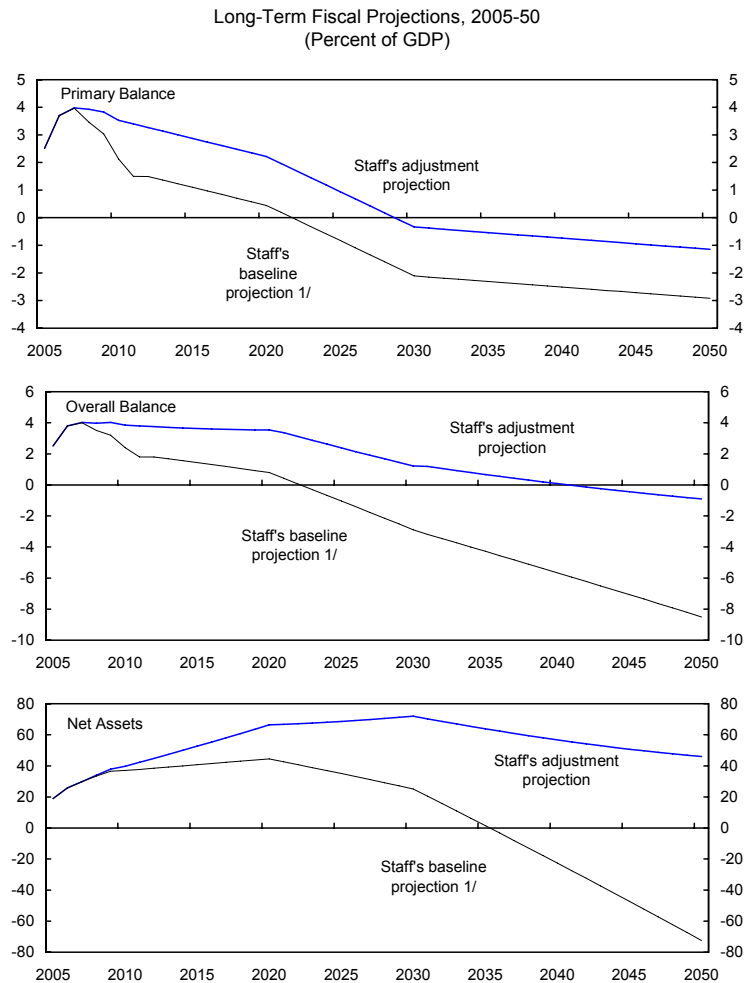 Long-Term Fiscal Projections, 2005-50
(Percent of GDP)
5 5
Primary Balance
4 4
3 3
2 2
Staff's adjustment
projection
1 1
0 0
-1 -1
Staff's
baseline
projection 1/
-2 -2
-3 -3
-4 -4
2005 2010 2015 2020 2025 2030 2035 2040 2045 2050
6 6
Overall Balance
4 4
Staff's adjustment
projection
2 2
0 0
-2 -2
Staff's baseline
projection 1/
-4 -4
-6 -6
-8 -8
-10 -10
2005 2010 2015 2020 2025 2030 2035 2040 2045 2050
80 80
Net Assets
60 60
40 40
Staff's adjustment
projection
20 20
0 0
-20 -20
Staff's baseline
projection 1/
-40 -40
-60 -60
-80 -80
2005 2010 2015 2020 2025 2030 2035 2040 2045 2050